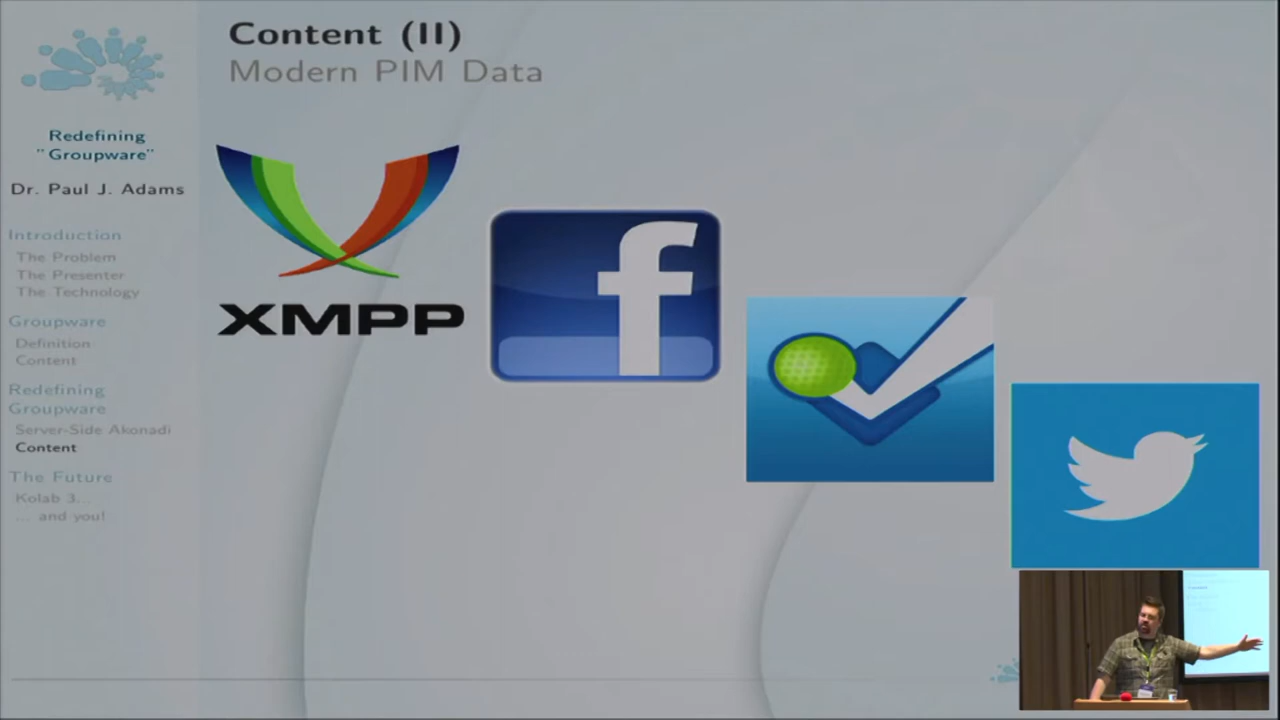 Content (II)
Modern PIM Data
Redefining
"Groupware"
Dr. Paul J. Adams
Introduction
The Problem
The Presenter
The Technology
Groupware
Definition
Content
Redefining
Groupware
Server-Side Akonadi
Content
The Future
Kolab 3...
... and you!
XMPP
f